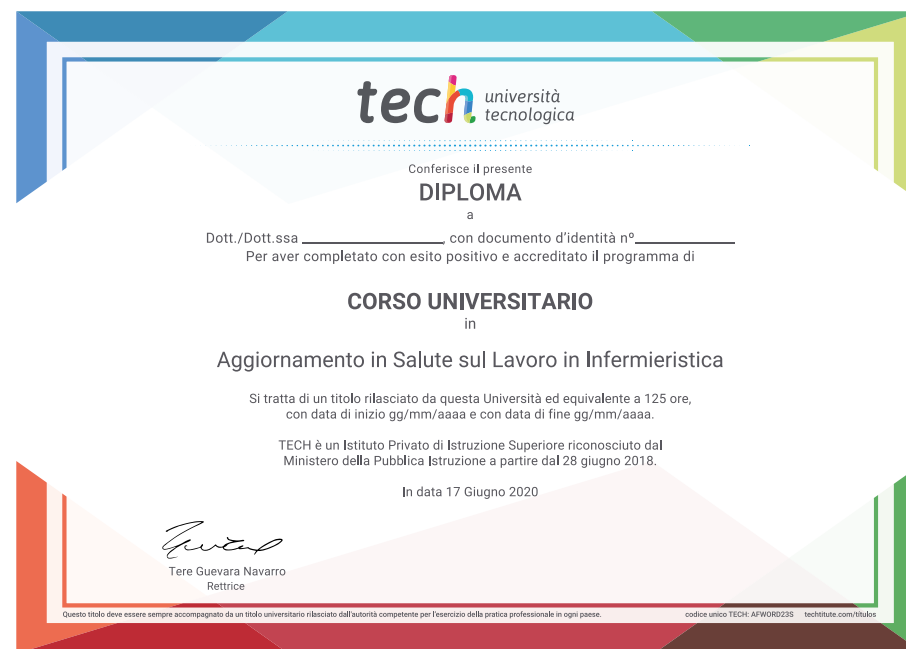 tech università
tecnologica
Conferisce il presente
DIPLOMA
a
Dott./Dott.ssa ____________________, con documento d'identità nº______________
Per aver completato con esito positivo e accreditato il programma di
CORSO UNIVERSITARIO
in
Aggiornamento in Salute sul Lavoro in Infermieristica
Si tratta di un titolo rilasciato da questa Università ed equivalente a 125 ore,
con data di inizio gg/mm/aaaa e con data di fine gg/mm/aaaa.
TECH è un Istituto Privato di Istruzione Superiore riconosciuto dal
Ministero della Pubblica Istruzione a partire dal 28 giugno 2018.
In data 17 Giugno 2020
Tere Guevara Navarro
Rettrice
Questo titolo deve essere sempre accompagnato da un titolo universitario rilasciato dall'autorità competente per l'esercizio della pratica professionale in ogni paese. codice unico TECH: AFWORD23S techtitute.com/títulos